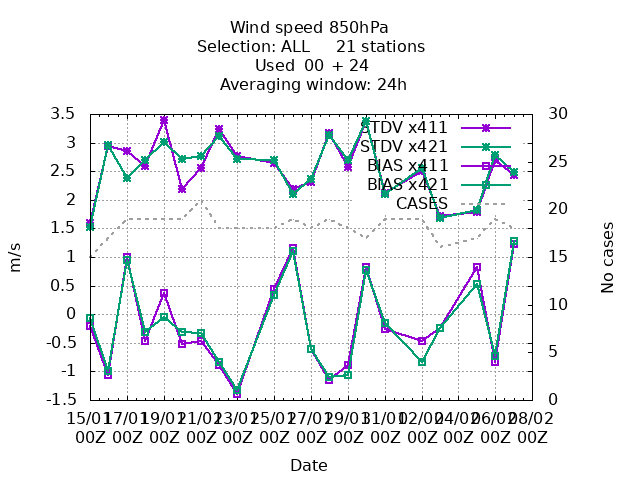 Wind speed 850hPa
Selection: ALL 21 stations
Used 00 + 24
Averaging window: 24h
3.5
3
2.5
2
1.5
1
0.5
0
-0.5
-1
-1.5
m/s
30
25
20
15
10
5
0
No cases
STDV x411
STDV x421
BIAS x411
BIAS x421
CASES
15/01 17/01 19/01 21/01 23/01 25/01 27/01 29/01 31/01 02/02 04/02 06/02 08/02
00Z 00Z 00Z 00Z 00Z 00Z 00Z 00Z 00Z 00Z 00Z 00Z 00Z
Date